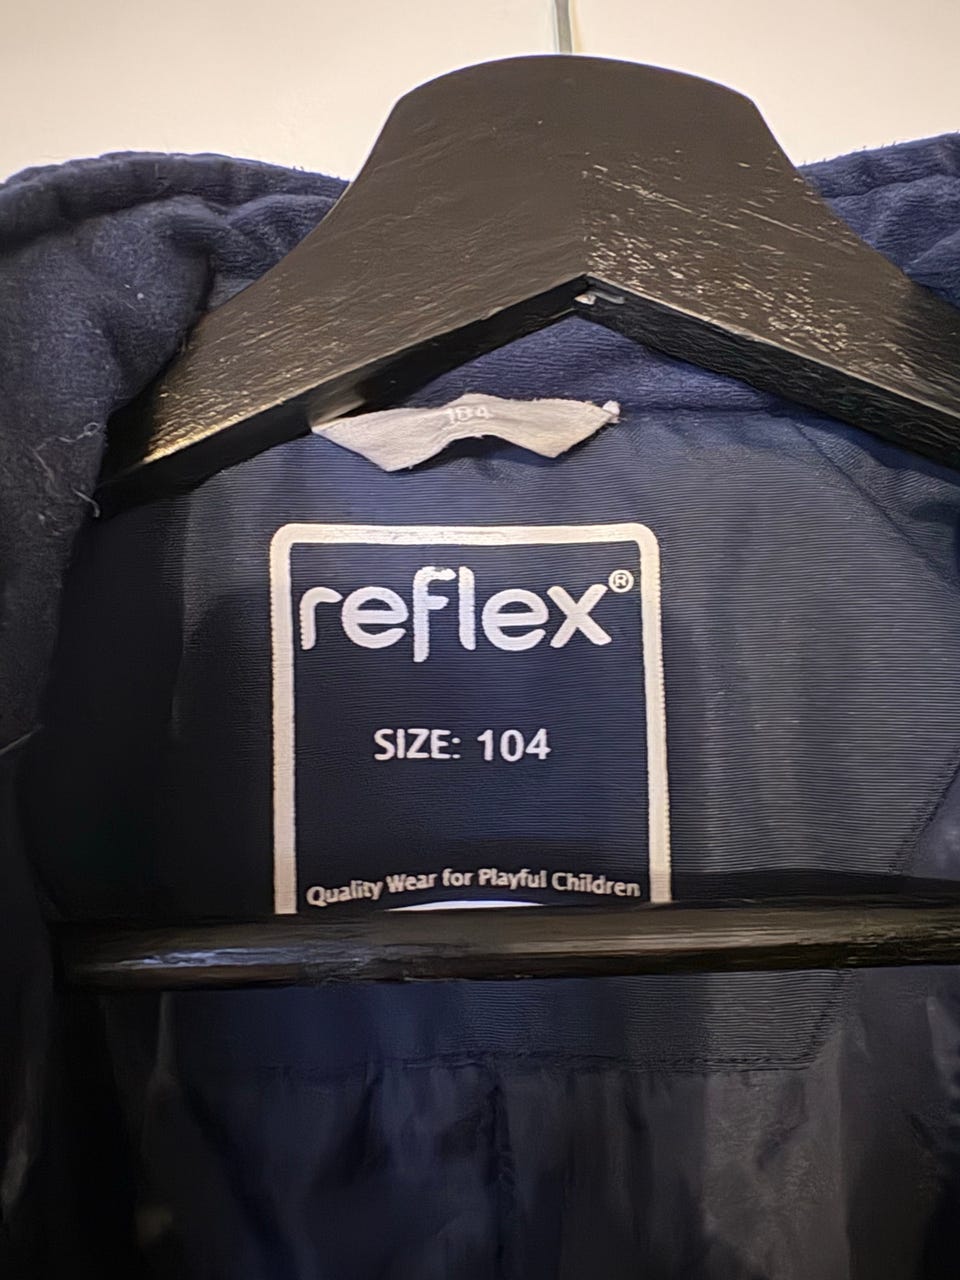 reflex®
SIZE: 104
Quality Wear for Playful Children